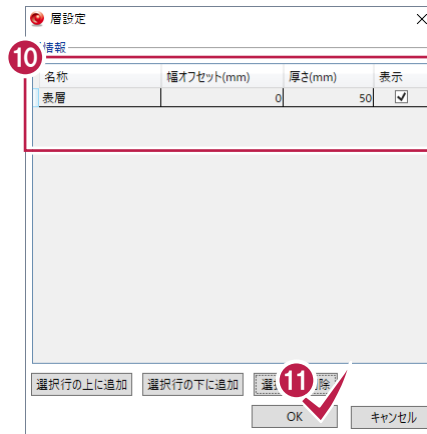 層設定
情報
10
名称 幅オフセット(mm) 厚さ(mm) 表示
表層 0 50
選択行の上に追加 選択行の下に追加 選 除
11
OK キャンセル